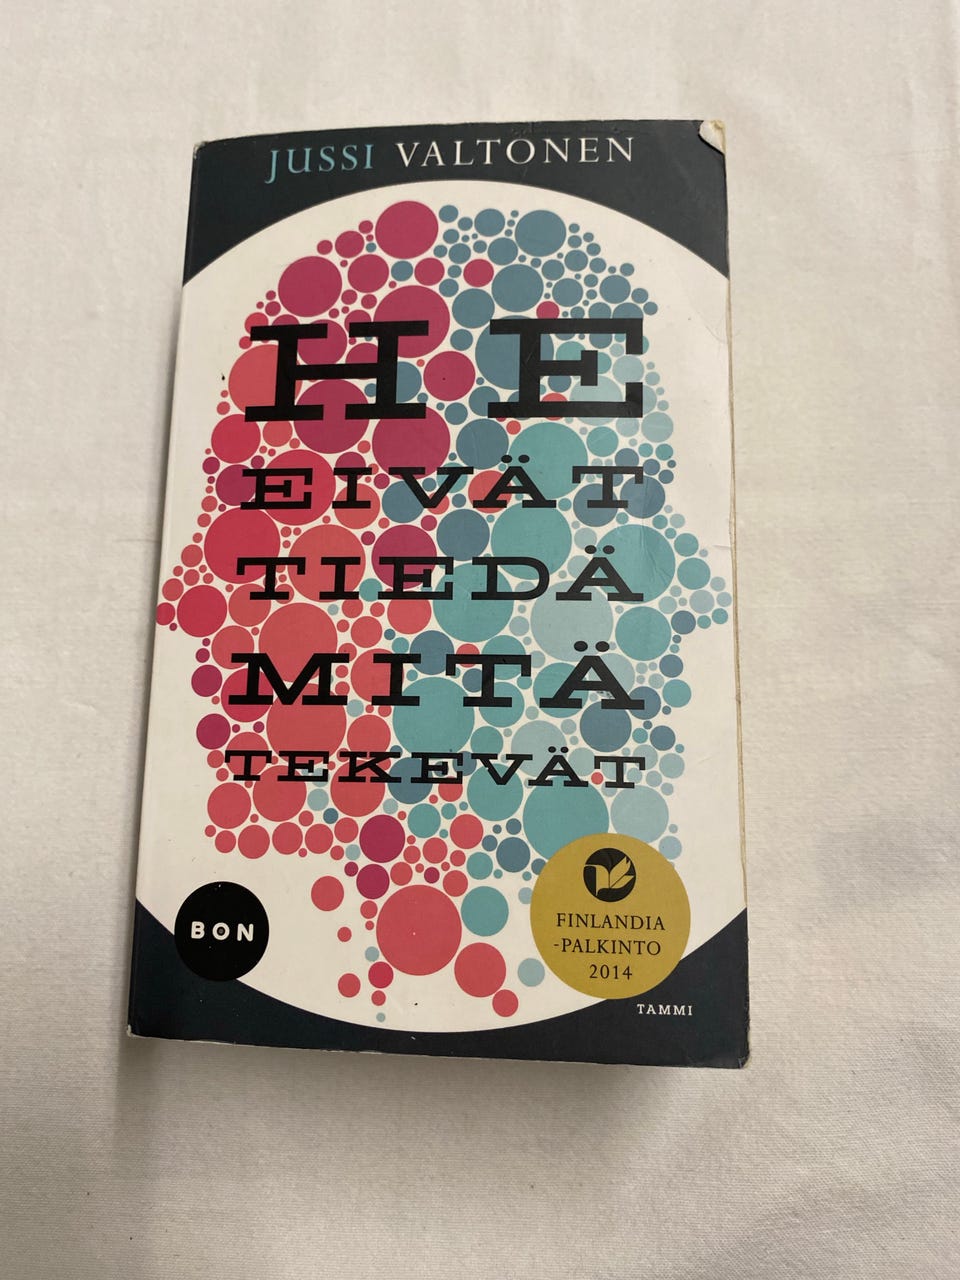 JUSSI VALTONEN
HE
EIVÄT
TIEDÄ
MITÄ
TEKEVÄT
BON
FINLANDIA
-PALKINTO
2014
TAMMI